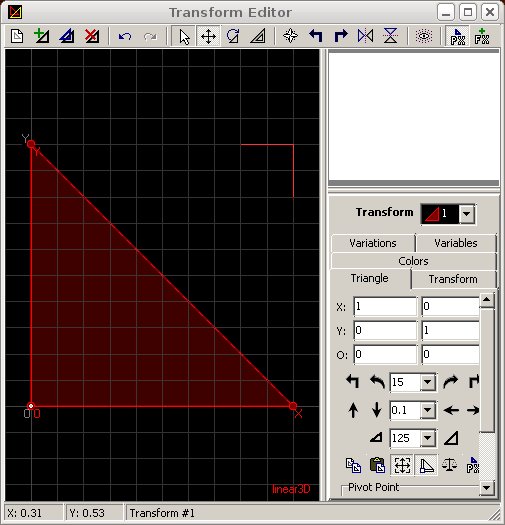 Transform Editor
Transform 1
Variations Variables
Colors
Triangle Transform
Y
Y
X: 1 0
Y: 0 1
O: 0 0
15
0.1
O O X
125
linear3D
Pivot Point
X: 0.31 Y: 0.53 Transform #1